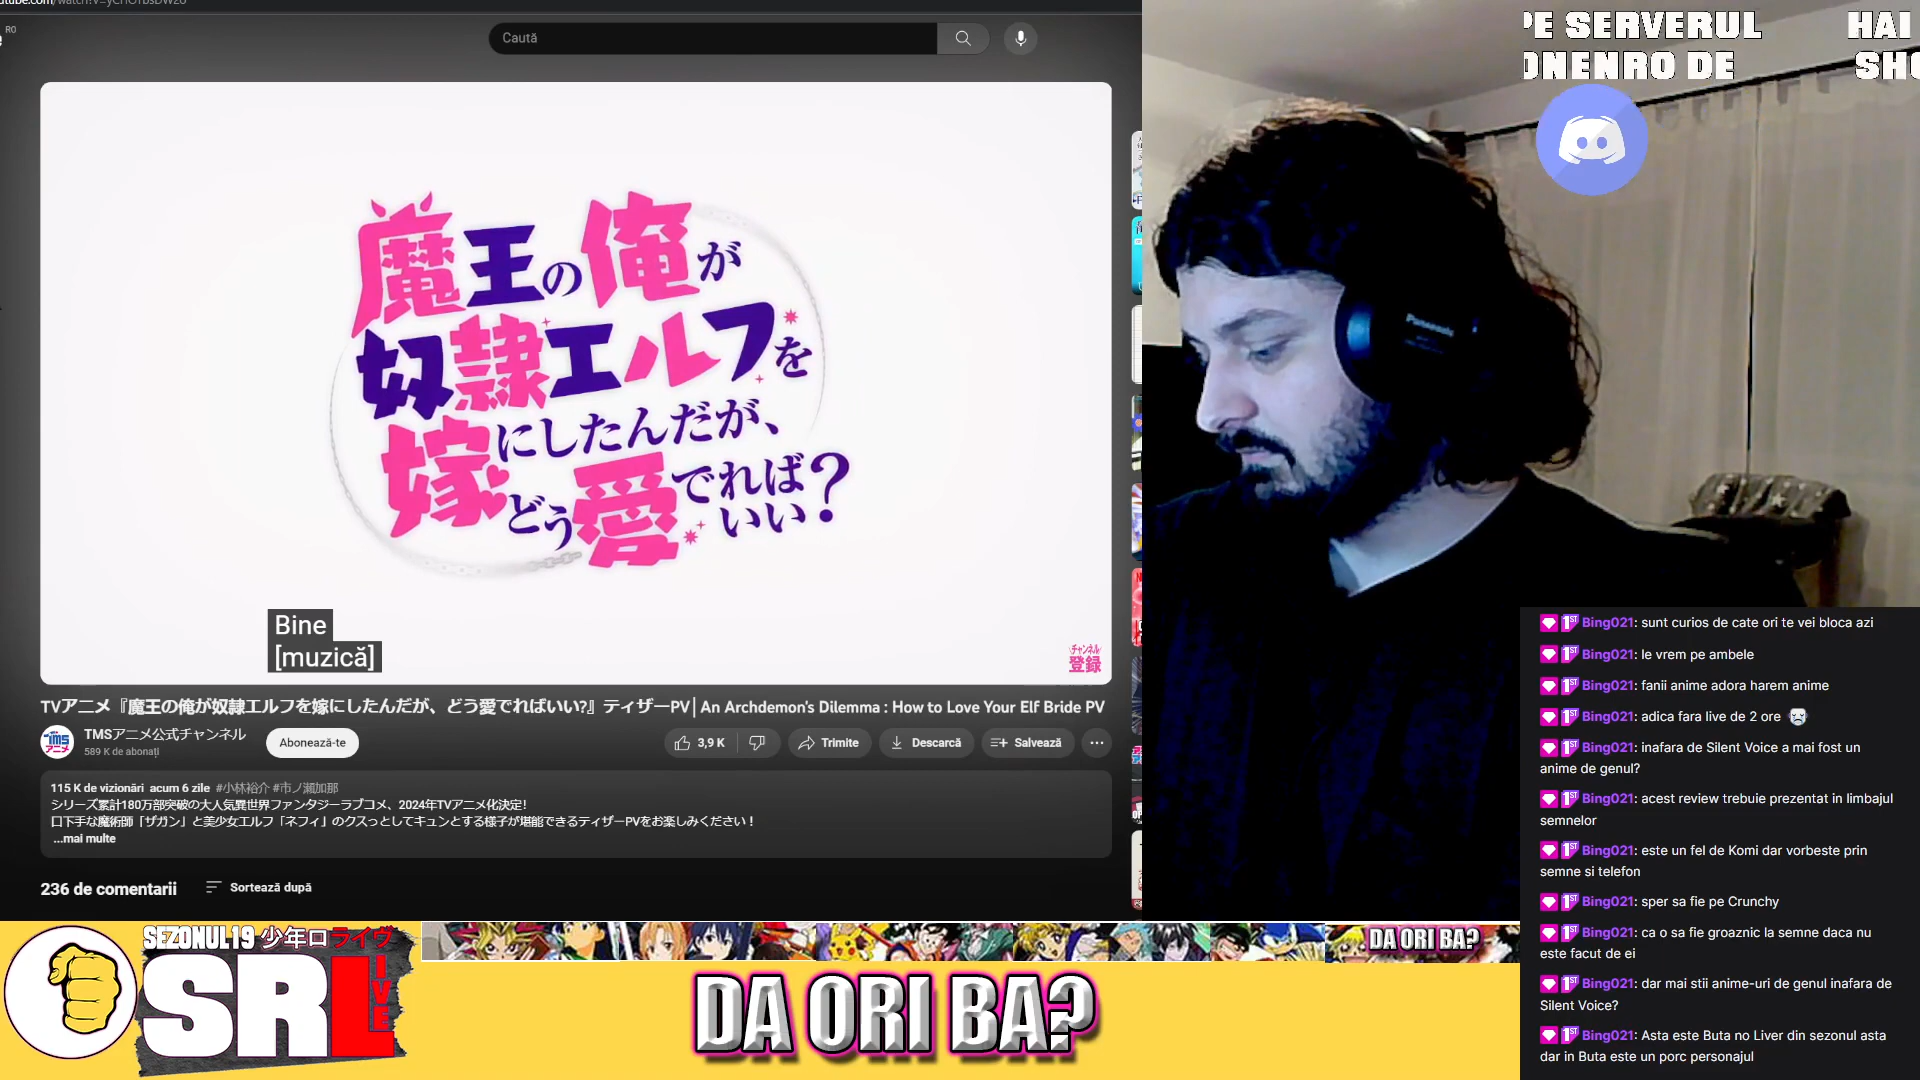 RO
Caută
PE SERVERUL HAI
ONENRO DE SHO
魔王の俺が
奴隷エルフを
嫁にしたんだが、
どう愛でれば
いい?
Bine
[muzică]
チャンネル
登録
Panasonic
TVアニメ『魔王の俺が奴隷エルフを嫁にしたんだが、どう愛でればいい?』ティザーPV│An Archdemon's Dilemma : How to Love Your Elf Bride PV
TMSアニメ公式チャンネル
589 K de abonați
Abonează-te
3,9 K
Trimite
Descarcă
Salvează
115 K de vizionări acum 6 zile #小林裕介 #市ノ瀬加那
シリーズ累計180万部突破の大人気異世界ファンタジーラブコメ、2024年TVアニメ化決定!
口下手な魔術師「ザガン」と美少女エルフ「ネフィ」のクスっとしてキュンとする様子が堪能できるティザーPVをお楽しみください!
...mai multe
236 de comentarii
Sortează după
Bing021: sunt curios de cate ori te vei bloca azi
Bing021: le vrem pe ambele
Bing021: fanii anime adora harem anime
Bing021: adica fara live de 2 ore
Bing021: inafara de Silent Voice a mai fost un
anime de genul?
Bing021: acest review trebuie prezentat in limbajul
semnelor
Bing021: este un fel de Komi dar vorbeste prin
semne si telefon
Bing021: sper sa fie pe Crunchy
Bing021: ca o sa fie groaznic la semne daca nu
este facut de ei
Bing021: dar mai stii anime-uri de genul inafara de
Silent Voice?
Bing021: Asta este Buta no Liver din sezonul asta
dar in Buta este un porc personajul
SEZONUL19 少年ロライヴ
SRL
LIVE
DA ORI BA?
DA ORI BA?